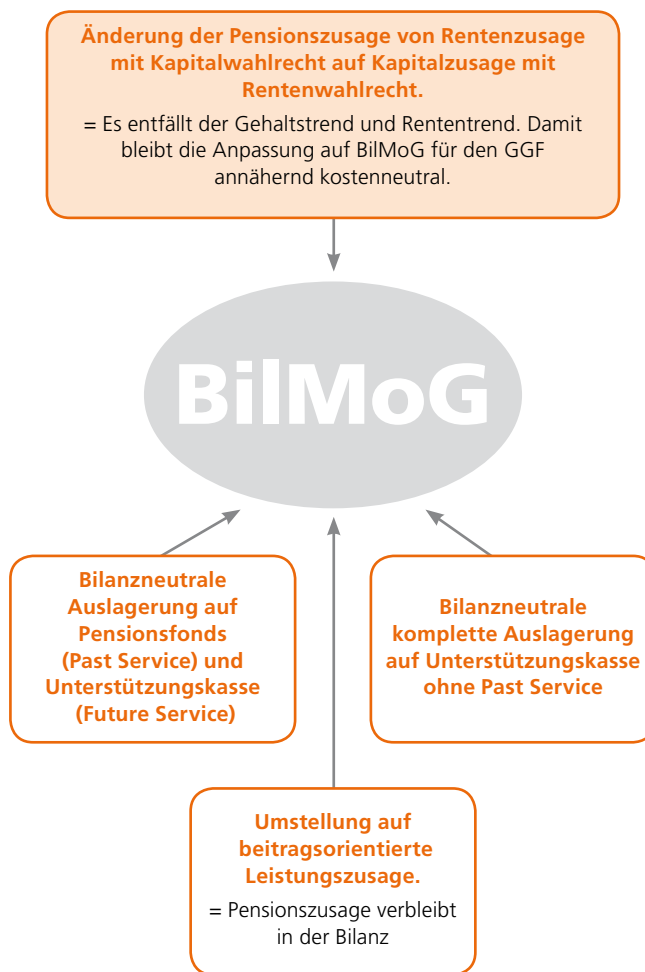 Änderung der Pensionszusage von Rentenzusage
mit Kapitalwahlrecht auf Kapitalzusage mit
Rentenwahlrecht.
= Es entfällt der Gehaltstrend und Rententrend. Damit
bleibt die Anpassung auf BilMoG für den GGF
annähernd kostenneutral.
BilMoG
Bilanzneutrale
Auslagerung auf
Pensionsfonds
(Past Service) und
Unterstützungskasse
(Future Service)
Bilanzneutrale
komplette Auslagerung
auf Unterstützungskasse
ohne Past Service
Umstellung auf
beitragsorientierte
Leistungszusage.
= Pensionszusage verbleibt
in der Bilanz